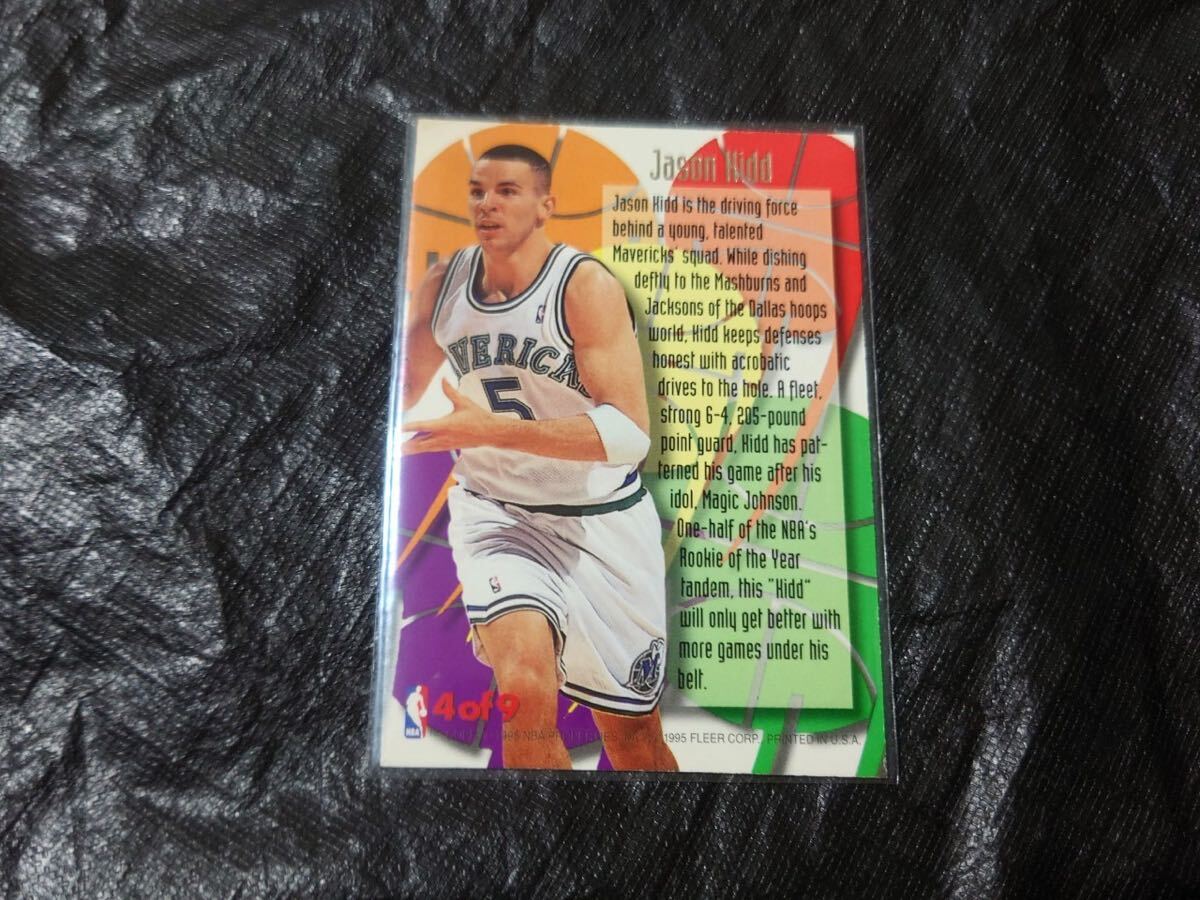 Jason Kidd
Jason Kidd is the driving force
behind a young, talented
Mavericks' squad. While dishing
deftly to the Mashburns and
Jacksons of the Dallas hoops
world, Kidd keeps defenses
honest with acrobatic
drives to the hole. A fleet,
strong 6-4, 205-pound
point guard, Kidd has pat-
terned his game after his
idol, Magic Johnson.
One-half of the NBA's
Rookie of the Year
tandem, this "Kidd"
will only get better with
more games under his
belt.
VERICKS
5
M
NBA
4 of 9
NBA 1995 FLEER CORP. PRINTED IN U.S.A.